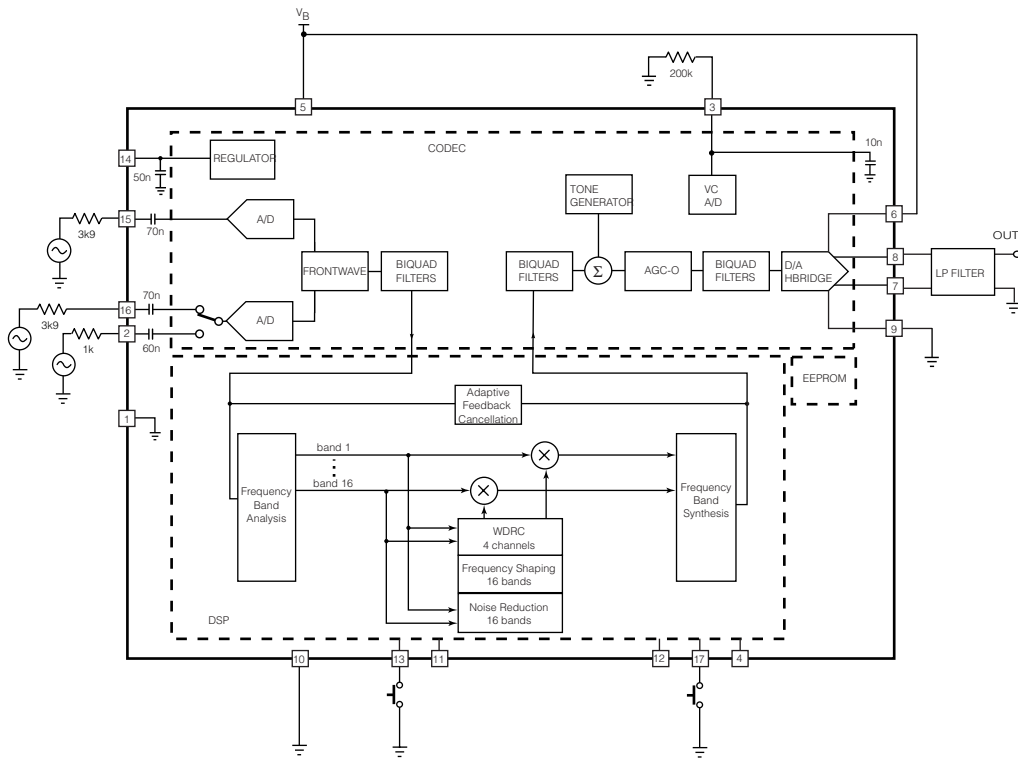 VB
200k
5
3
CODEC
10n
14
REGULATOR
50n
TONE
GENERATOR
VC
A/D
15
3k9
70n
A/D
6
OUT
FRONTWAVE
BIQUAD
FILTERS
BIQUAD
FILTERS
Σ
AGC-O
BIQUAD
FILTERS
D/A
HBRIDGE
8
LP FILTER
7
70n
16
3k9
2
1k
60n
A/D
9
EEPROM
Adaptive
Feedback
Cancellation
1
band 1
band 16
Frequency
Band
Analysis
Frequency
Band
Synthesis
WDRC
4 channels
Frequency Shaping
16 bands
Noise Reduction
16 bands
DSP
10
13
11
12
17
4